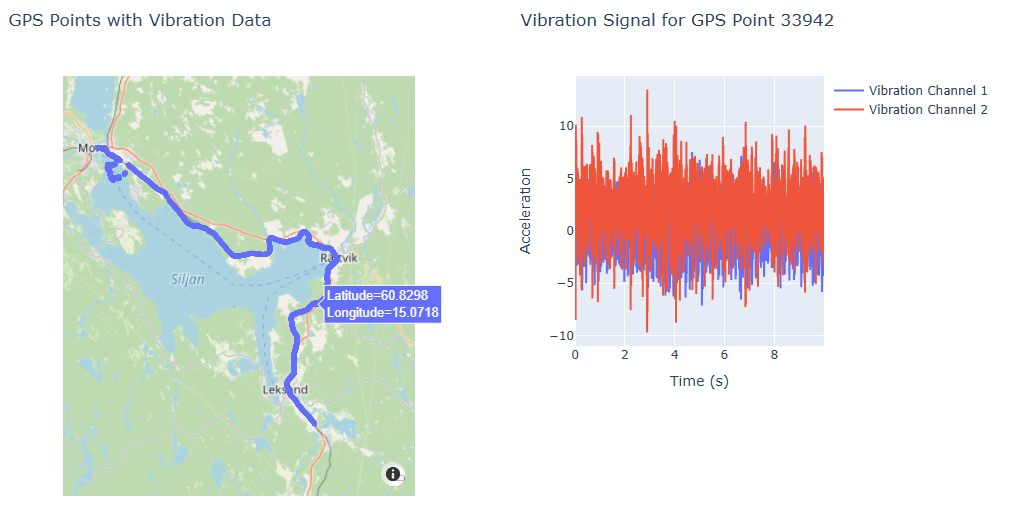 GPS Points with Vibration Data
Vibration Signal for GPS Point 33942
Mo
Siljan
Rättvik
Latitude=60.8298
Longitude=15.0718
Leksand
Acceleration
10
5
0
−5
−10
0
2
4
6
8
Time (s)
Vibration Channel 1
Vibration Channel 2